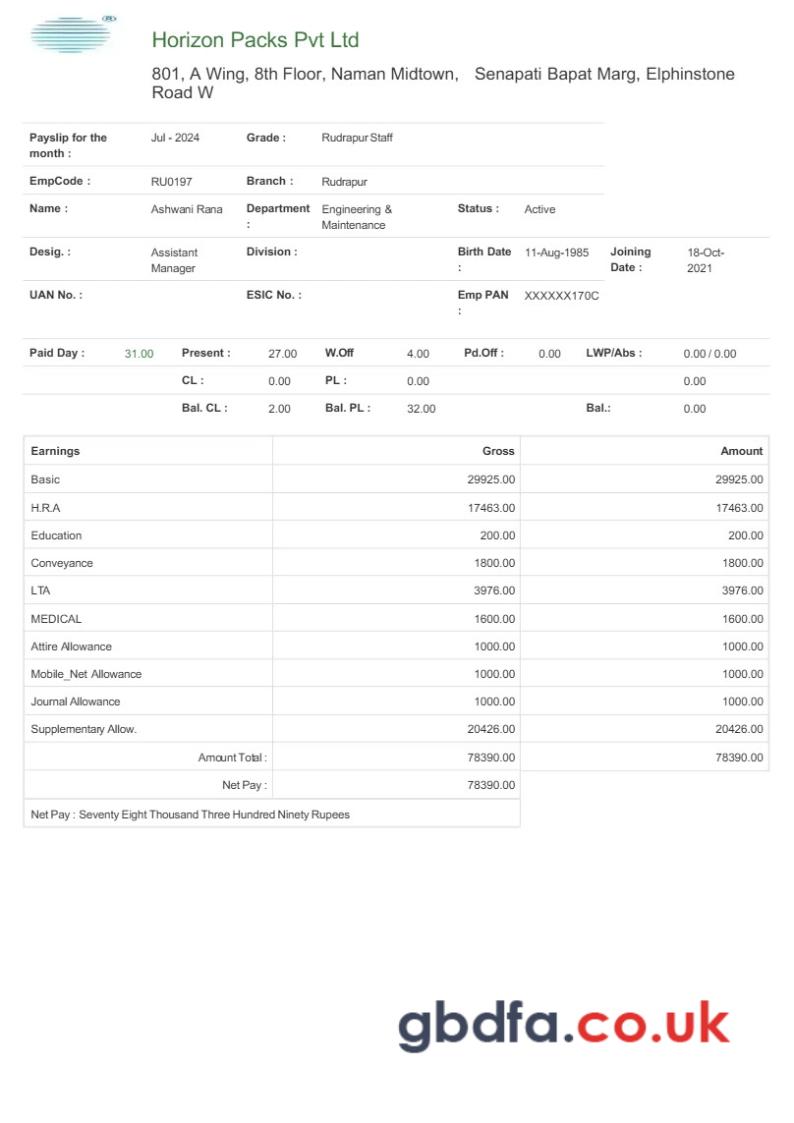 Horizon Packs Pvt Ltd
801, A Wing, 8th Floor, Naman Midtown, Senapati Bapat Marg, Elphinstone
Road W
Payslip for the month : Jul - 2024 Grade : Rudrapur Staff
EmpCode : RU0197 Branch : Rudrapur
Name : Ashwani Rana Department : Engineering & Maintenance Status : Active
Desig. : Assistant Manager Division : Birth Date : 11-Aug-1985 Joining Date : 18-Oct-2021
UAN No. : ESIC No. : Emp PAN : XXXXXX170C
Paid Day : 31.00 Present : 27.00 W.Off 4.00 Pd.Off : 0.00 LWP/Abs : 0.00 / 0.00
CL : 0.00 PL : 0.00 0.00
Bal. CL : 2.00 Bal. PL : 32.00 Bal.: 0.00
Earnings Gross Amount
Basic 29925.00 29925.00
H.R.A 17463.00 17463.00
Education 200.00 200.00
Conveyance 1800.00 1800.00
LTA 3976.00 3976.00
MEDICAL 1600.00 1600.00
Attire Allowance 1000.00 1000.00
Mobile_Net Allowance 1000.00 1000.00
Journal Allowance 1000.00 1000.00
Supplementary Allow. 20426.00 20426.00
Amount Total : 78390.00 78390.00
Net Pay : 78390.00
Net Pay : Seventy Eight Thousand Three Hundred Ninety Rupees
gbdfa.co.uk